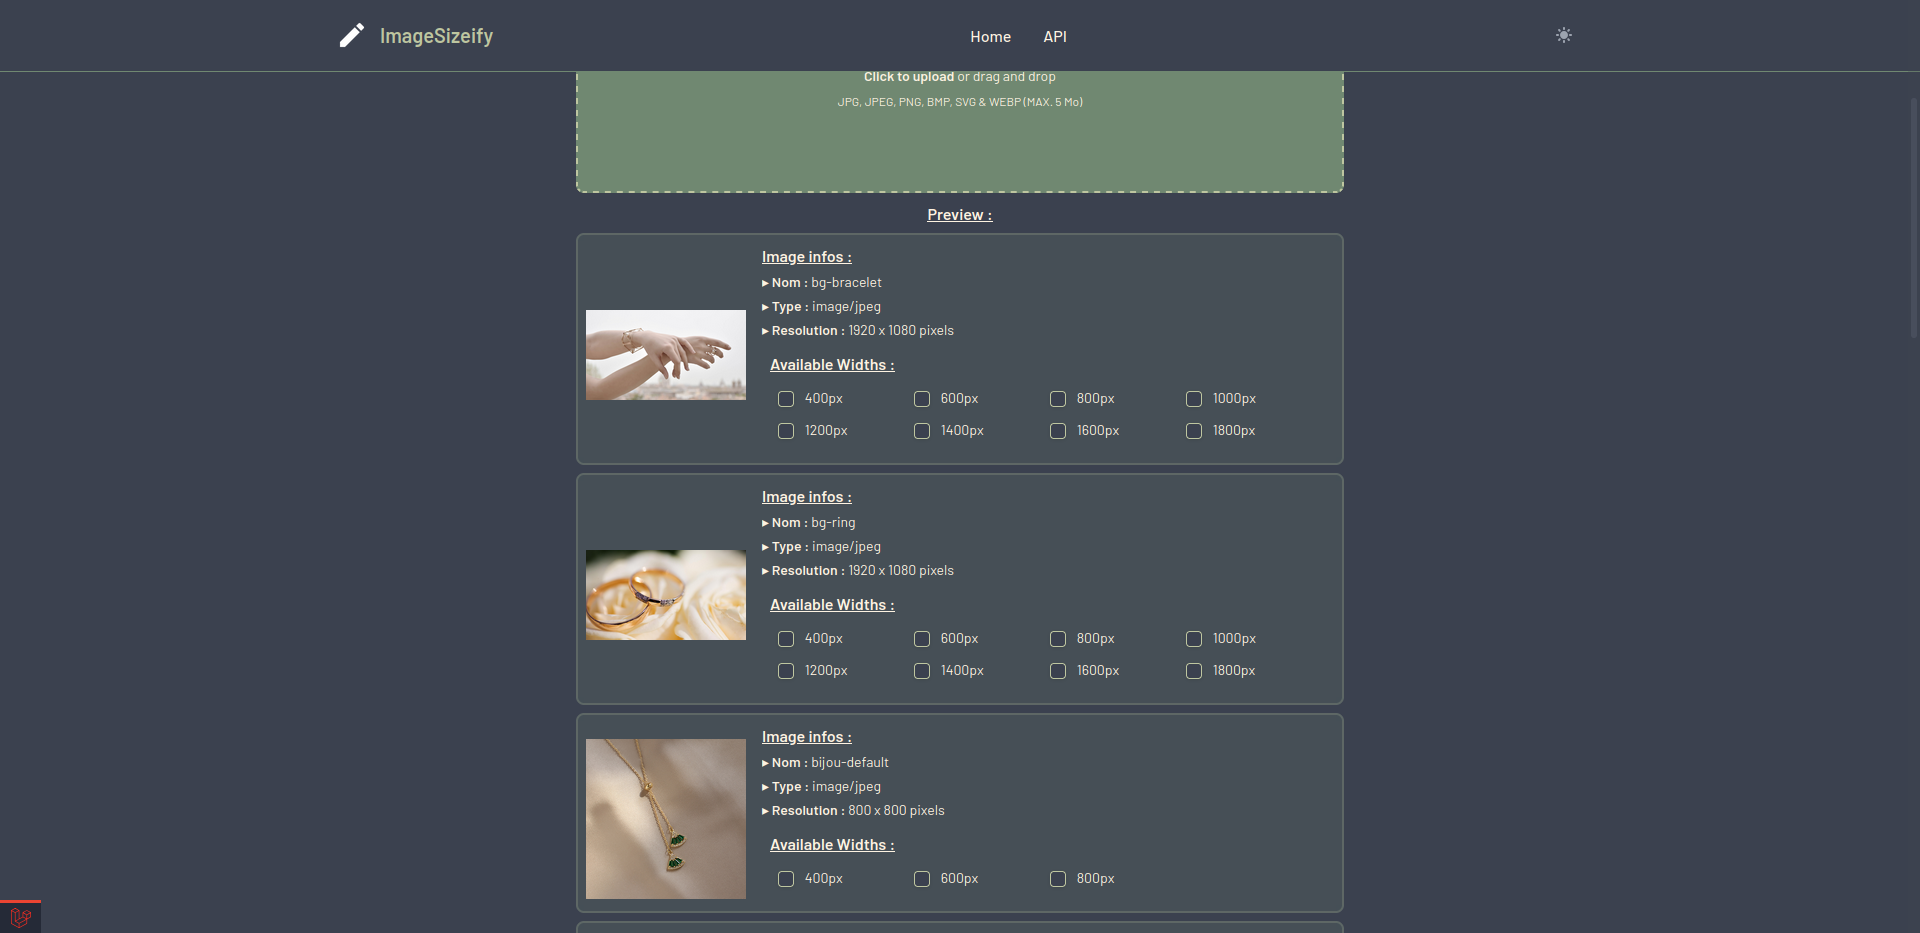 ImageSizeify
Home
API
Click to upload or drag and drop
JPG, JPEG, PNG, BMP, SVG & WEBP (MAX. 5 Mo)
Preview :
Image infos :
▸ Nom : bg-bracelet
▸ Type : image/jpeg
▸ Resolution : 1920 x 1080 pixels
Available Widths :
400px 600px 800px 1000px
1200px 1400px 1600px 1800px
Image infos :
▸ Nom : bg-ring
▸ Type : image/jpeg
▸ Resolution : 1920 x 1080 pixels
Available Widths :
400px 600px 800px 1000px
1200px 1400px 1600px 1800px
Image infos :
▸ Nom : bijou-default
▸ Type : image/jpeg
▸ Resolution : 800 x 800 pixels
Available Widths :
400px 600px 800px